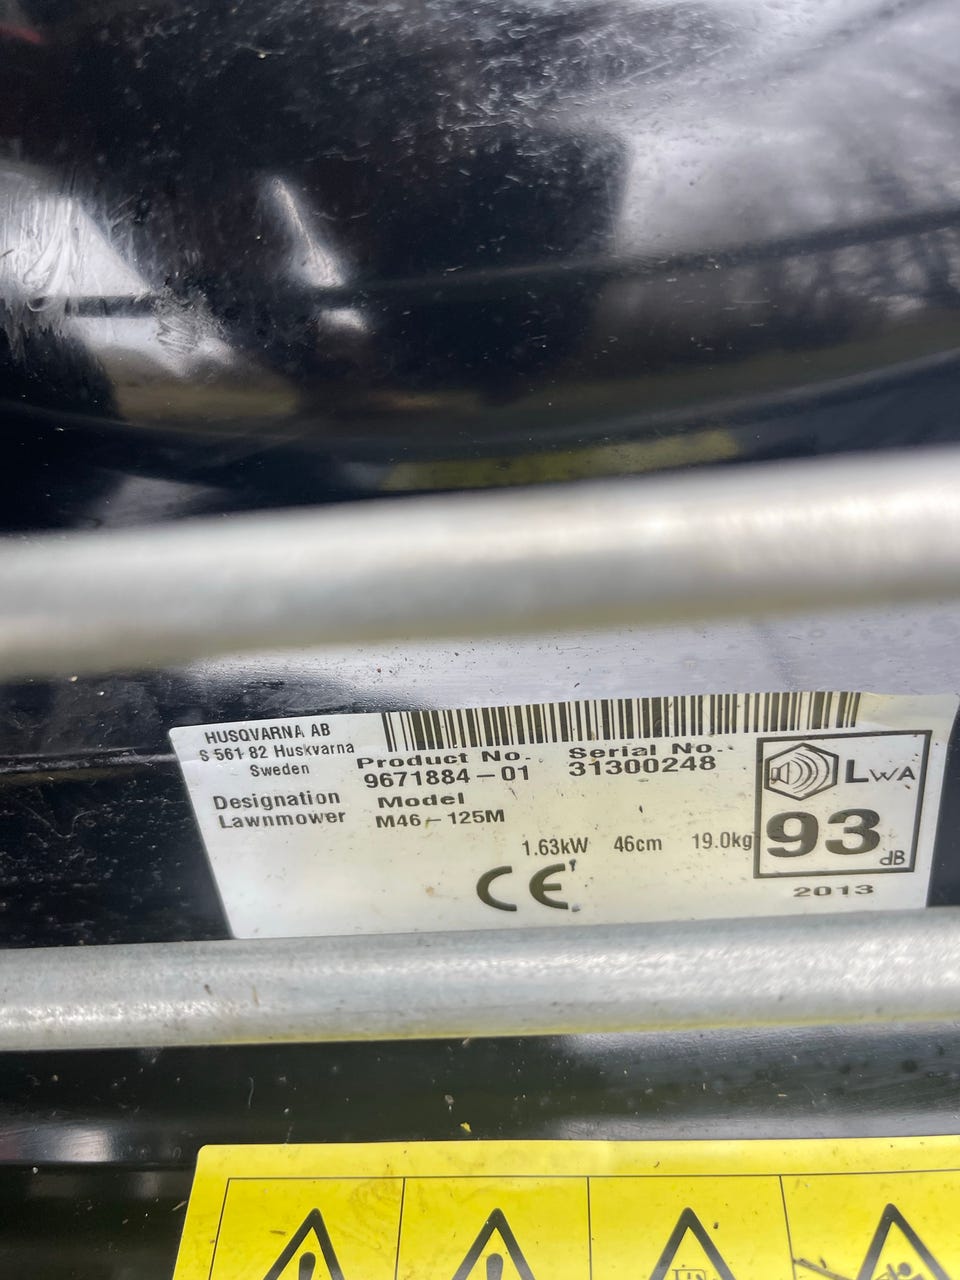 HUSQVARNA AB
S 561 82 Huskvarna
Sweden
Product No.
9671884-01
Serial No.
31300248
Designation
Lawnmower
Model
M46-125M
1.63kW 46cm 19.0kg
CE
LWA
93
dB
2013